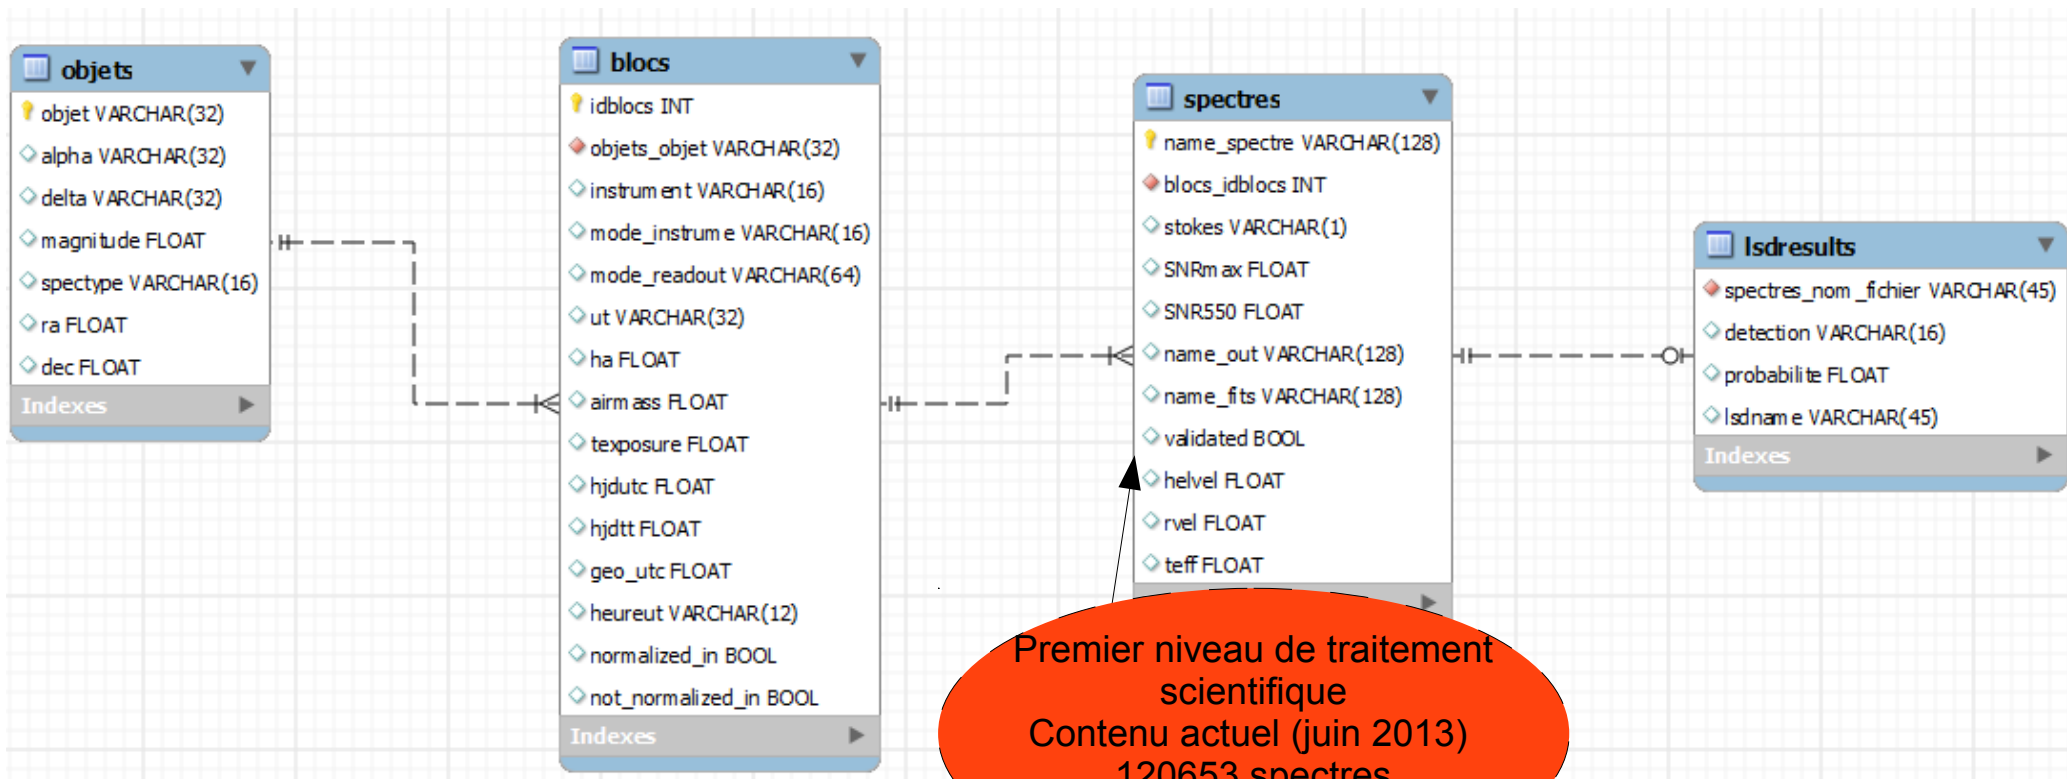 objets
objet VARCHAR(32)
alpha VARCHAR(32)
delta VARCHAR(32)
magnitude FLOAT
spectype VARCHAR(16)
ra FLOAT
dec FLOAT
Indexes
blocs
idblocs INT
objets_objet VARCHAR(32)
instrument VARCHAR(16)
mode_instrume VARCHAR(16)
mode_readout VARCHAR(64)
ut VARCHAR(32)
ha FLOAT
airmass FLOAT
texposure FLOAT
hjdutc FLOAT
hjdtt FLOAT
geo_utc FLOAT
heureut VARCHAR(12)
normalized_in BOOL
not_normalized_in BOOL
Indexes
spectres
name_spectre VARCHAR(128)
blocs_idblocs INT
stokes VARCHAR(1)
SNRmax FLOAT
SNR550 FLOAT
name_out VARCHAR(128)
name_fits VARCHAR(128)
validated BOOL
helvel FLOAT
rvel FLOAT
teff FLOAT
lsdresults
spectres_nom_fichier VARCHAR(45)
detection VARCHAR(16)
probabilite FLOAT
lsdname VARCHAR(45)
Indexes
Premier niveau de traitement
scientifique
Contenu actuel (juin 2013)
120653 spectres